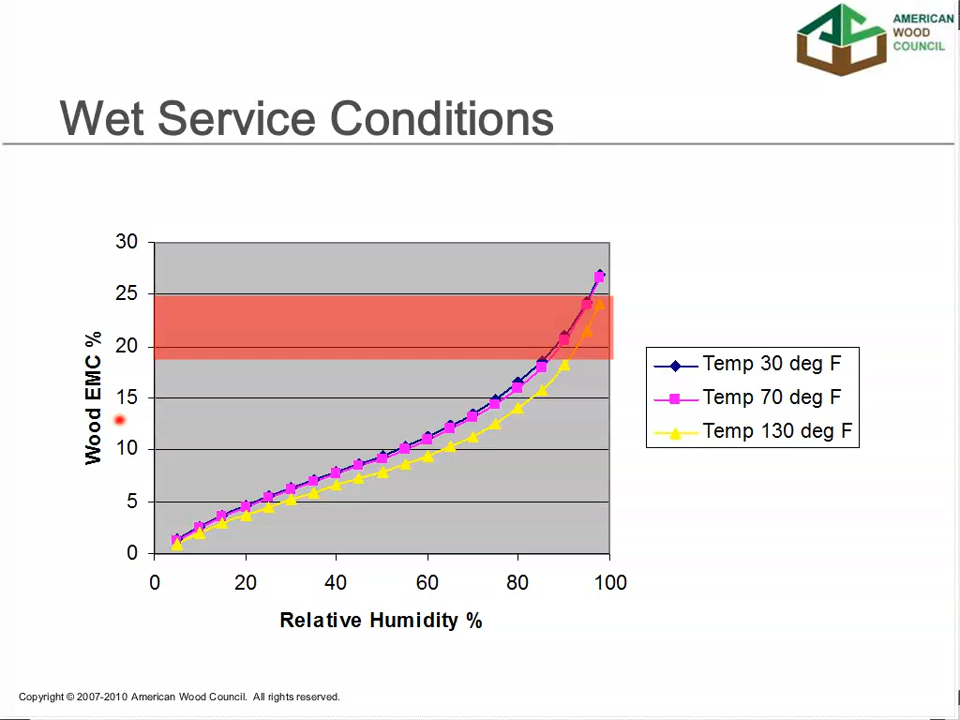 AMERICAN
WOOD
COUNCIL
Wet Service Conditions
30
25
20
15
10
5
0
Wood EMC %
0 20 40 60 80 100
Relative Humidity %
Temp 30 deg F
Temp 70 deg F
Temp 130 deg F
Copyright © 2007-2010 American Wood Council. All rights reserved.